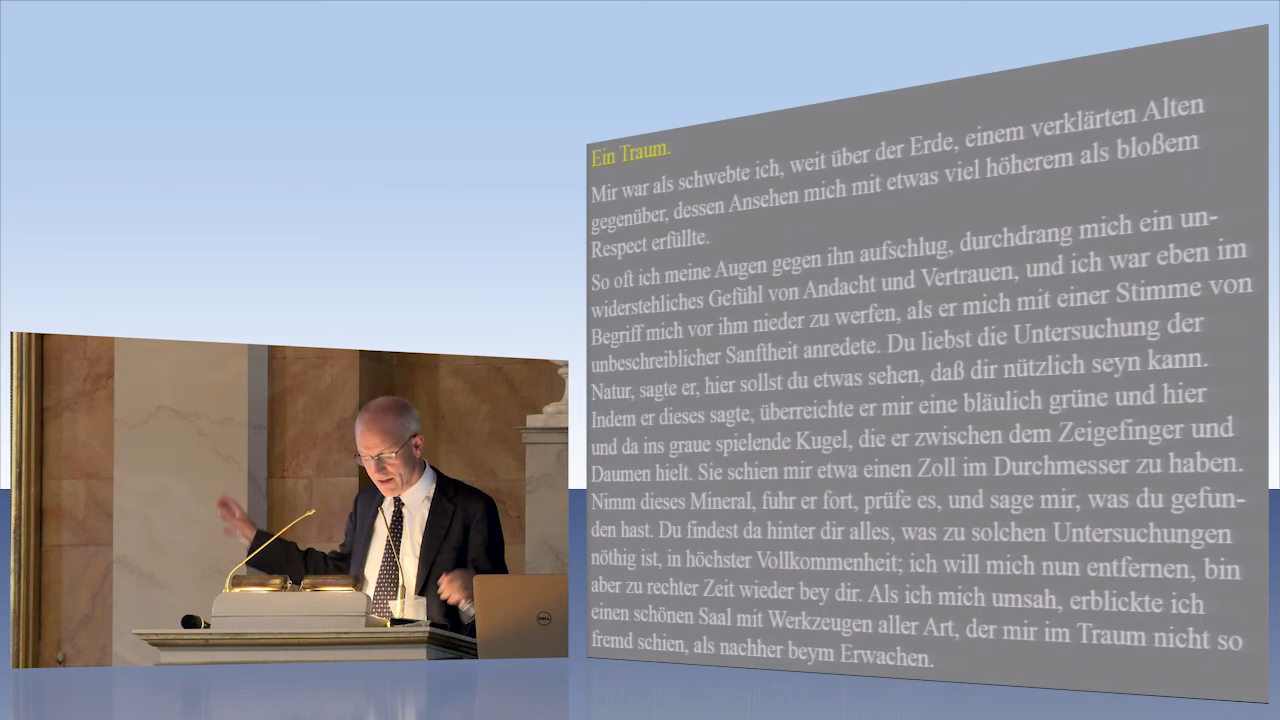 Ein Traum.
Mir war als schwebte ich, weit über der Erde, einem verklärten Alten
gegenüber, dessen Ansehen mich mit etwas viel höherem als bloßem
Respect erfüllte.
So oft ich meine Augen gegen ihn aufschlug, durchdrang mich ein un-
widerstehliches Gefühl von Andacht und Vertrauen, und ich war eben im
Begriff mich vor ihm nieder zu werfen, als er mich mit einer Stimme von
unbeschreiblicher Sanftheit anredete. Du liebst die Untersuchung der
Natur, sagte er, hier sollst du etwas sehen, daß dir nützlich seyn kann.
Indem er dieses sagte, überreichte er mir eine bläulich grüne und hier
und da ins graue spielende Kugel, die er zwischen dem Zeigefinger und
Daumen hielt. Sie schien mir etwa einen Zoll im Durchmesser zu haben.
Nimm dieses Mineral, fuhr er fort, prüfe es, und sage mir, was du gefun-
den hast. Du findest da hinter dir alles, was zu solchen Untersuchungen
nöthig ist, in höchster Vollkommenheit; ich will mich nun entfernen, bin
aber zu rechter Zeit wieder bey dir. Als ich mich umsah, erblickte ich
einen schönen Saal mit Werkzeugen aller Art, der mir im Traum nicht so
fremd schien, als nachher beym Erwachen.
DELL